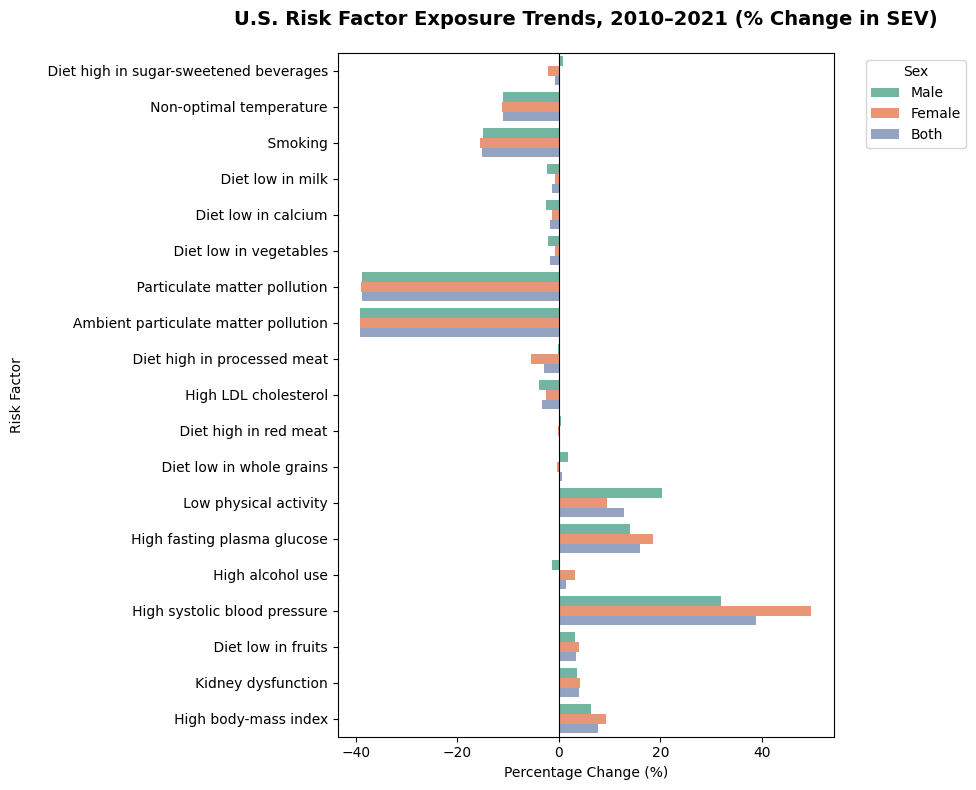 U.S. Risk Factor Exposure Trends, 2010–2021 (% Change in SEV)
Risk Factor
Diet high in sugar-sweetened beverages
Non-optimal temperature
Smoking
Diet low in milk
Diet low in calcium
Diet low in vegetables
Particulate matter pollution
Ambient particulate matter pollution
Diet high in processed meat
High LDL cholesterol
Diet high in red meat
Diet low in whole grains
Low physical activity
High fasting plasma glucose
High alcohol use
High systolic blood pressure
Diet low in fruits
Kidney dysfunction
High body-mass index
−40 −20 0 20 40
Percentage Change (%)
Sex
Male
Female
Both